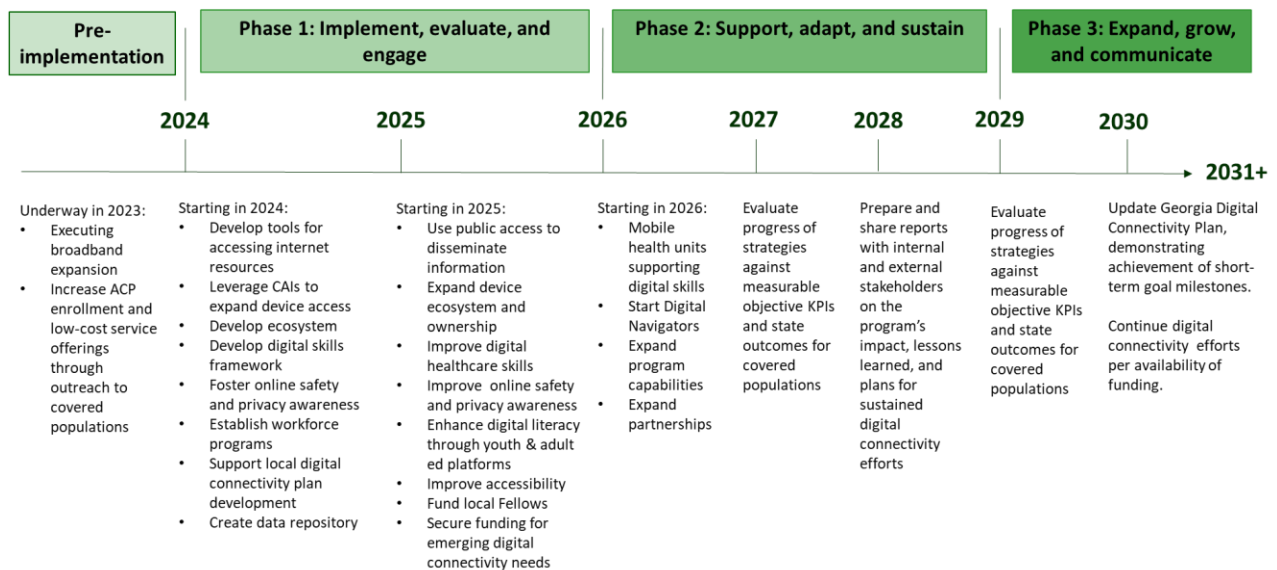 Pre-
implementation
Phase 1: Implement, evaluate, and
engage
Phase 2: Support, adapt, and sustain
Phase 3: Expand, grow,
and communicate
2024
2025
2026
2027
2028
2029
2030
2031+
Underway in 2023:
• Executing
broadband
expansion
• Increase ACP
enrollment and
low-cost service
offerings
through
outreach to
covered
populations
Starting in 2024:
• Develop tools for
accessing internet
resources
• Leverage CAIs to
expand device access
• Develop ecosystem
• Develop digital skills
framework
• Foster online safety
and privacy awareness
• Establish workforce
programs
• Support local digital
connectivity plan
development
• Create data repository
Starting in 2025:
• Use public access to
disseminate
information
• Expand device
ecosystem and
ownership
• Improve digital
healthcare skills
• Improve online safety
and privacy awareness
• Enhance digital literacy
through youth & adult
ed platforms
• Improve accessibility
• Fund local Fellows
• Secure funding for
emerging digital
connectivity needs
Starting in 2026:
• Mobile
health units
supporting
digital skills
• Start Digital
Navigators
• Expand
program
capabilities
• Expand
partnerships
Evaluate
progress of
strategies
against
measurable
objective KPIs
and state
outcomes for
covered
populations
Prepare and
share reports
with internal
and external
stakeholders
on the
program's
impact, lessons
learned, and
plans for
sustained
digital
connectivity
efforts
Evaluate
progress of
strategies
against
measurable
objective KPIs
and state
outcomes for
covered
populations
Update Georgia Digital
Connectivity Plan,
demonstrating
achievement of short-
term goal milestones.
Continue digital
connectivity efforts
per availability of
funding.